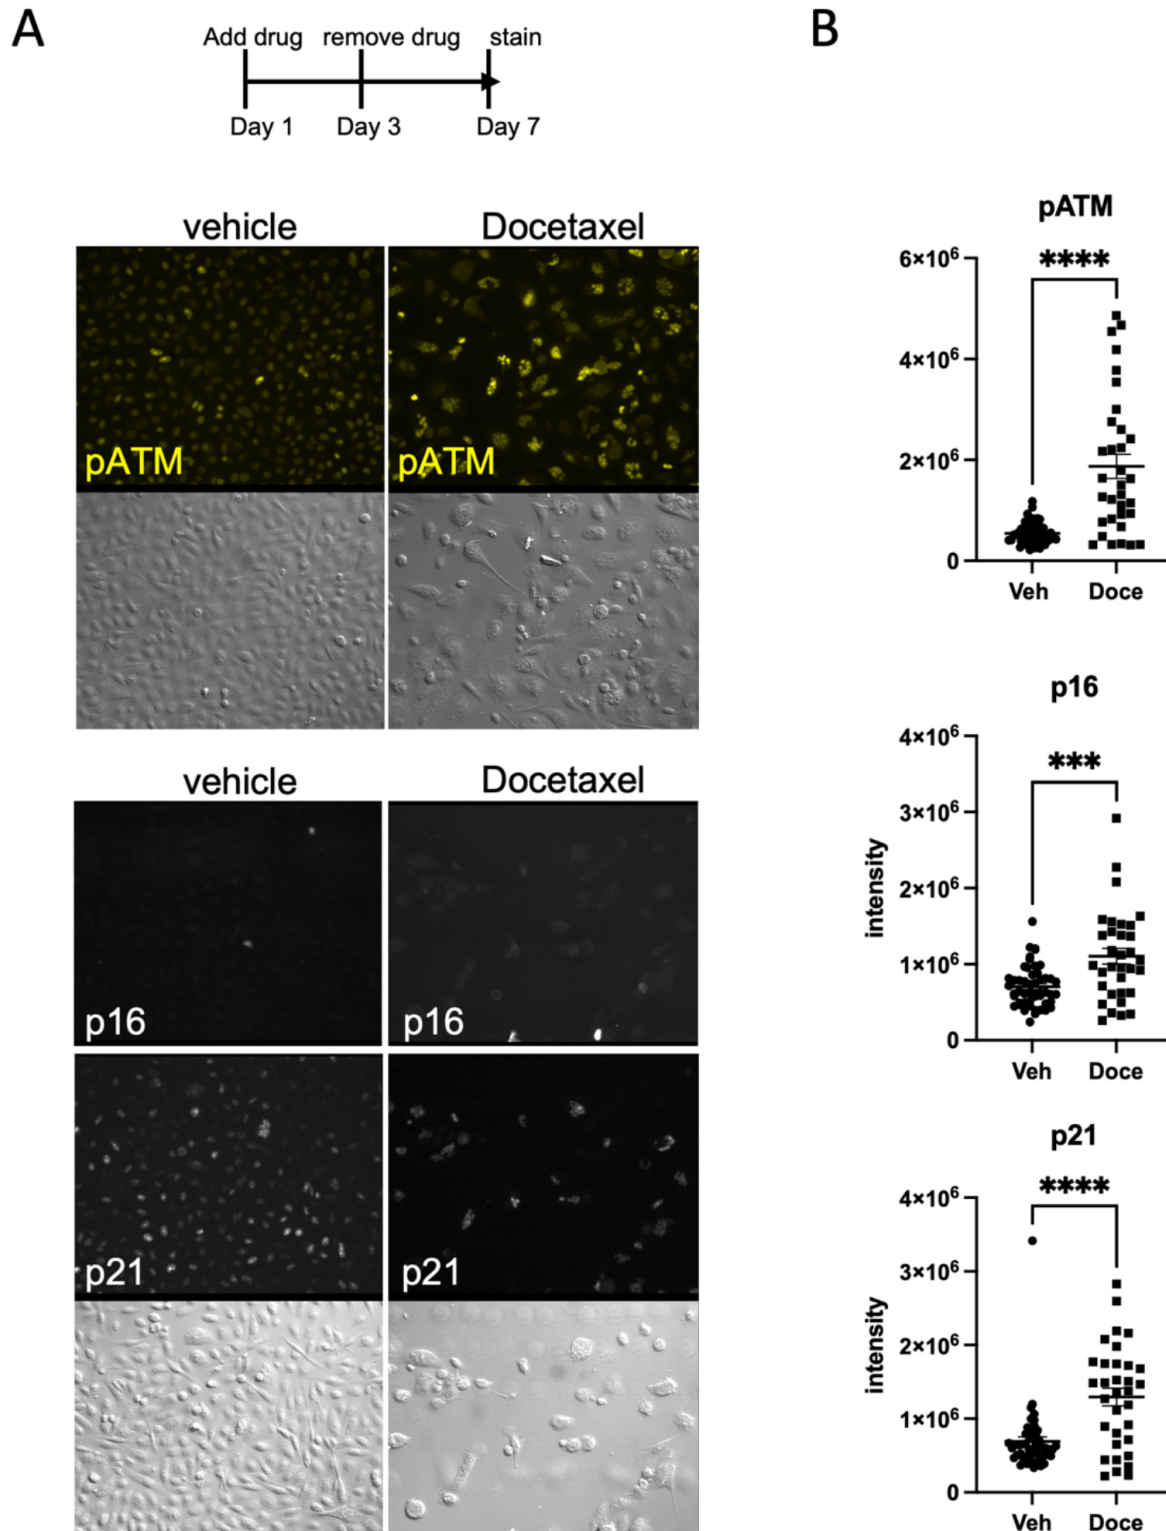 A
Add drug remove drug stain
Day 1 Day 3 Day 7
vehicle Docetaxel
pATM pATM
vehicle Docetaxel
p16 p16
p21 p21
B
pATM
****
6×10⁶
4×10⁶
2×10⁶
0
Veh Doce
p16
***
4×10⁶
3×10⁶
2×10⁶
1×10⁶
0
intensity
Veh Doce
p21
****
4×10⁶
3×10⁶
2×10⁶
1×10⁶
0
intensity
Veh Doce